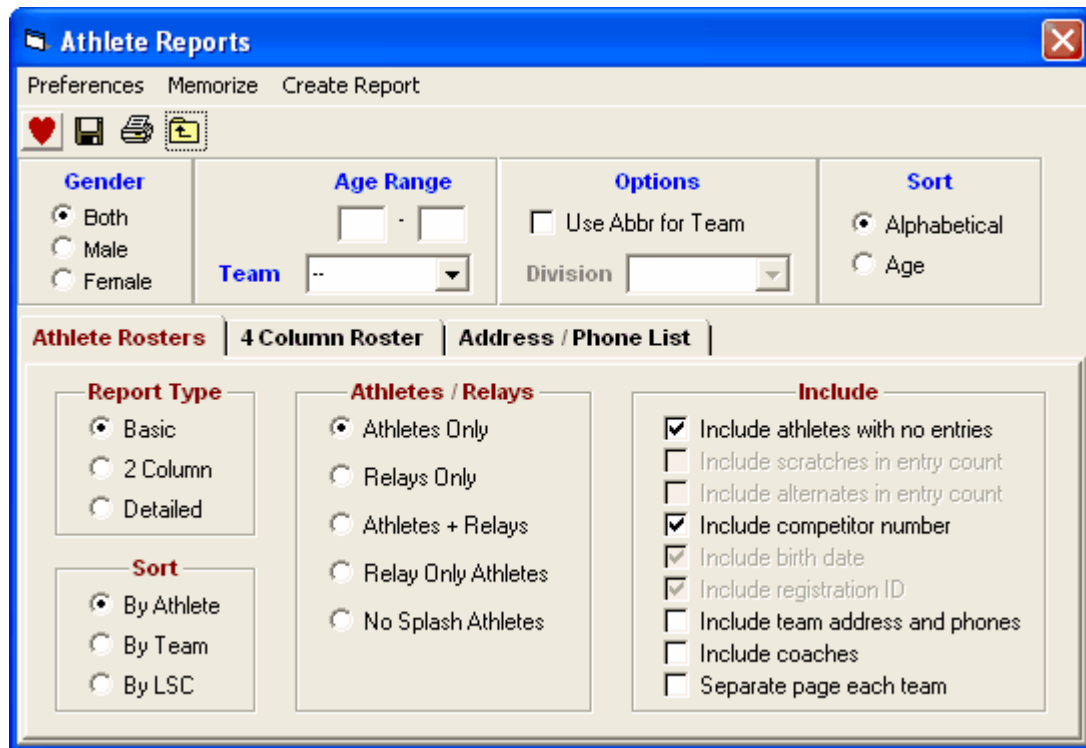 Athlete Reports
Preferences Memorize Create Report
Gender
Both
Male
Female
Age Range
-
Team --
Options
Use Abbr for Team
Division
Sort
Alphabetical
Age
Athlete Rosters 4 Column Roster Address / Phone List
Report Type
Basic
2 Column
Detailed
Sort
By Athlete
By Team
By LSC
Athletes / Relays
Athletes Only
Relays Only
Athletes + Relays
Relay Only Athletes
No Splash Athletes
Include
Include athletes with no entries
Include scratches in entry count
Include alternates in entry count
Include competitor number
Include birth date
Include registration ID
Include team address and phones
Include coaches
Separate page each team